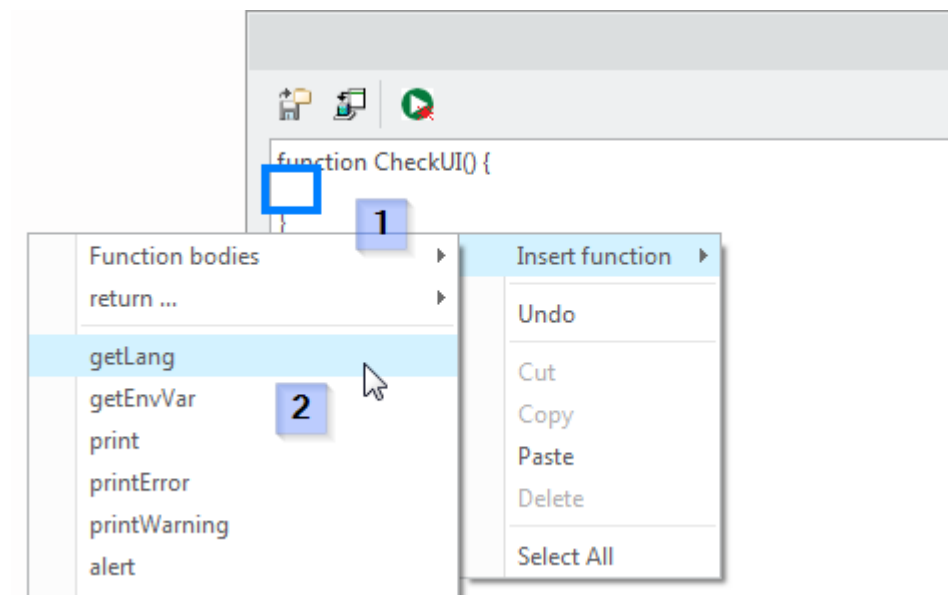 function CheckUI() {
}
1
Function bodies
return ...
getLang
getEnvVar
2
print
printError
printWarning
alert
Insert function
Undo
Cut
Copy
Paste
Delete
Select All